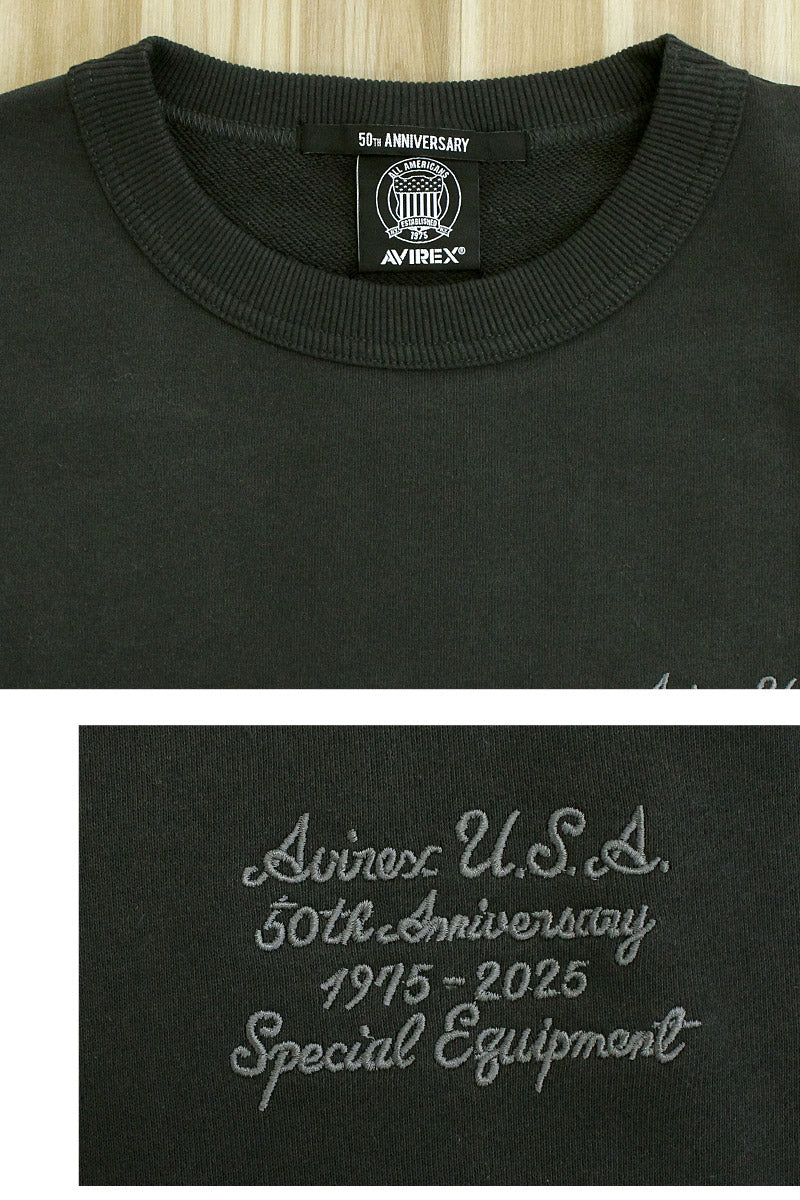 50TH ANNIVERSARY
ALL AMERICANS
ESTABLISHED
1975
AVIREX®
Avirex U.S.A.
50th Anniversary
1975-2025
Special Equipment